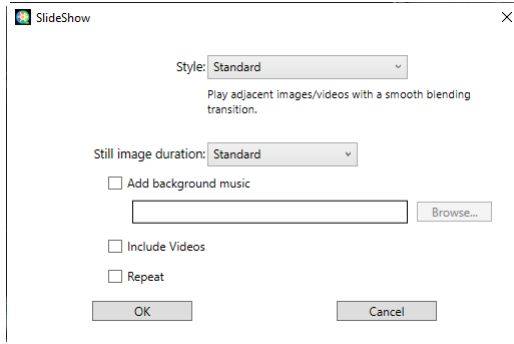 SlideShow
Style: Standard
Play adjacent images/videos with a smooth blending
transition.
Still image duration: Standard
Add background music
Browse...
Include Videos
Repeat
OK Cancel